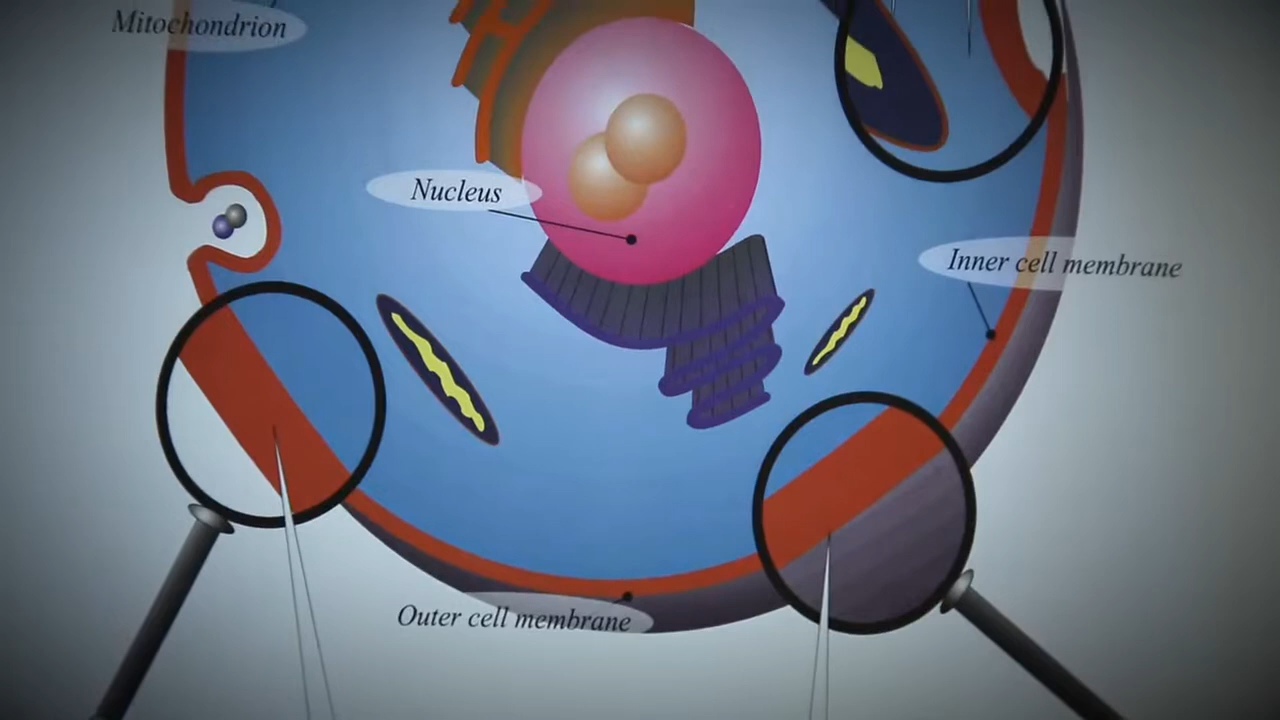 Mitochondrion
Nucleus
Inner cell membrane
Outer cell membrane